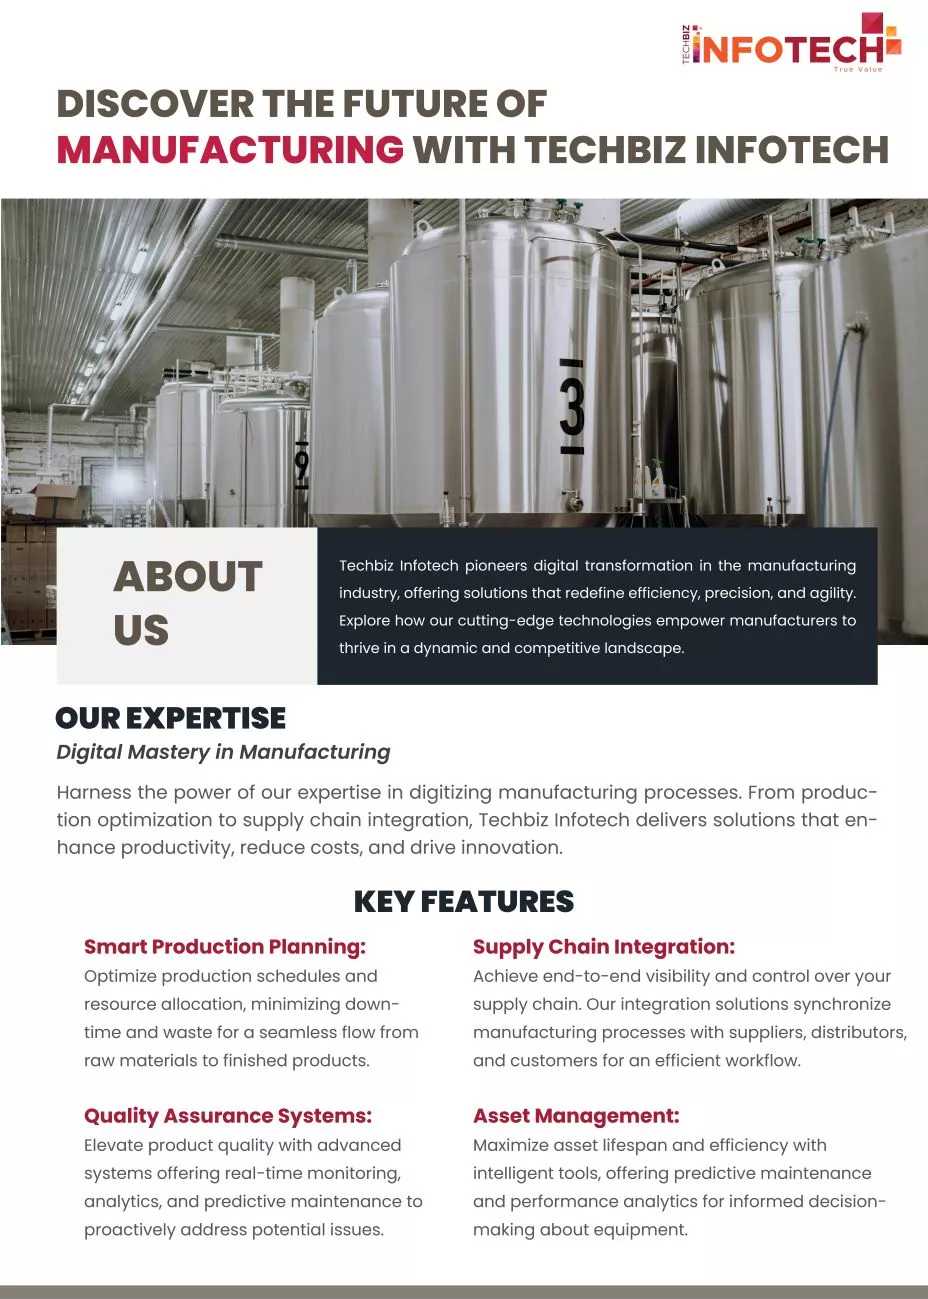 TECHBIZ
INFOTECH
True Value
DISCOVER THE FUTURE OF
MANUFACTURING WITH TECHBIZ INFOTECH
9
3
ABOUT
US
Techbiz Infotech pioneers digital transformation in the manufacturing
industry, offering solutions that redefine efficiency, precision, and agility.
Explore how our cutting-edge technologies empower manufacturers to
thrive in a dynamic and competitive landscape.
OUR EXPERTISE
Digital Mastery in Manufacturing
Harness the power of our expertise in digitizing manufacturing processes. From produc-
tion optimization to supply chain integration, Techbiz Infotech delivers solutions that en-
hance productivity, reduce costs, and drive innovation.
KEY FEATURES
Smart Production Planning:
Optimize production schedules and
resource allocation, minimizing down-
time and waste for a seamless flow from
raw materials to finished products.
Supply Chain Integration:
Achieve end-to-end visibility and control over your
supply chain. Our integration solutions synchronize
manufacturing processes with suppliers, distributors,
and customers for an efficient workflow.
Quality Assurance Systems:
Elevate product quality with advanced
systems offering real-time monitoring,
analytics, and predictive maintenance to
proactively address potential issues.
Asset Management:
Maximize asset lifespan and efficiency with
intelligent tools, offering predictive maintenance
and performance analytics for informed decision-
making about equipment.